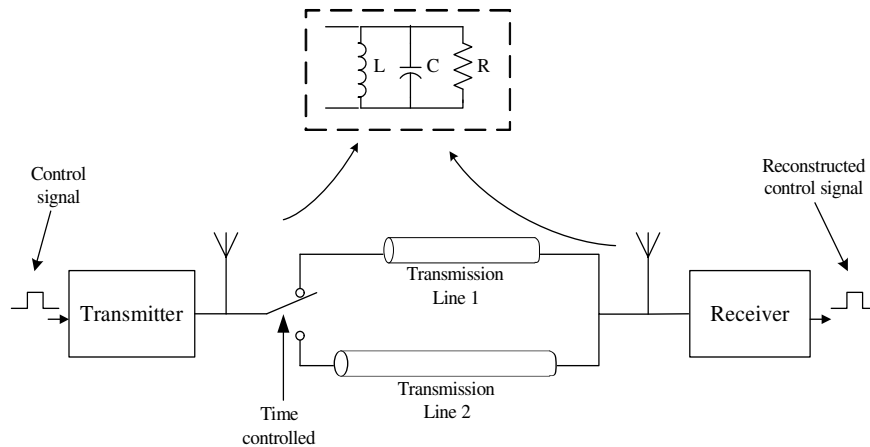 L
C
R
Control
signal
Reconstructed
control signal
Transmission
Line 1
Transmitter
Receiver
Transmission
Line 2
Time
controlled